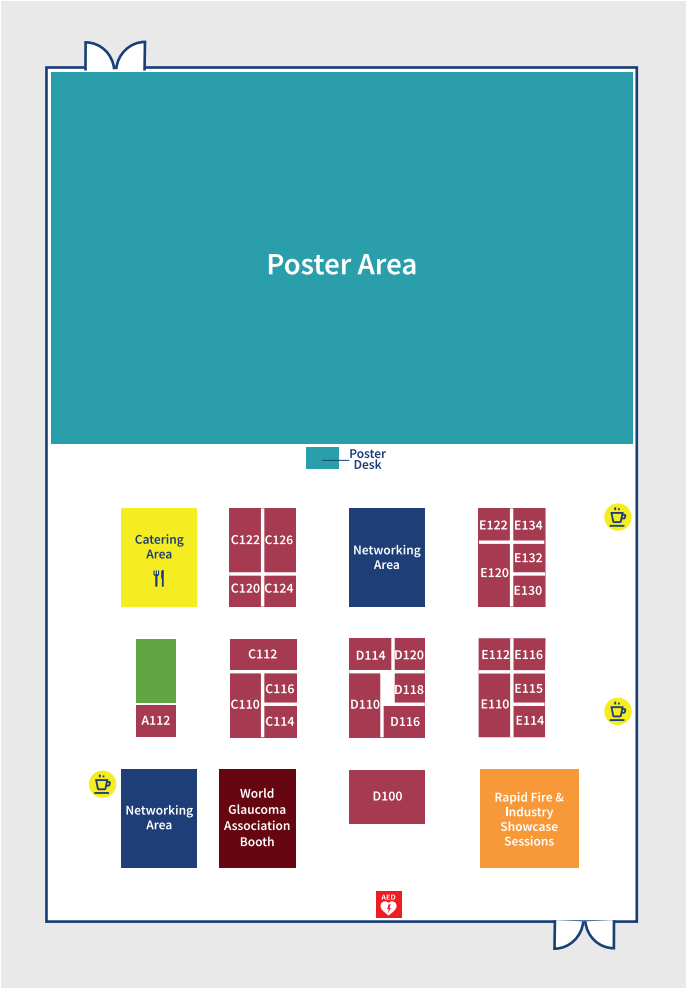 Poster Area
Poster
Desk
Catering
Area
C122
C126
C120
C124
Networking
Area
E122
E134
E132
E120
E130
A112
C112
C116
C110
C114
D114
D120
D118
D110
D116
E112
E116
E115
E110
E114
Networking
Area
World
Glaucoma
Association
Booth
D100
Rapid Fire &
Industry
Showcase
Sessions
AED